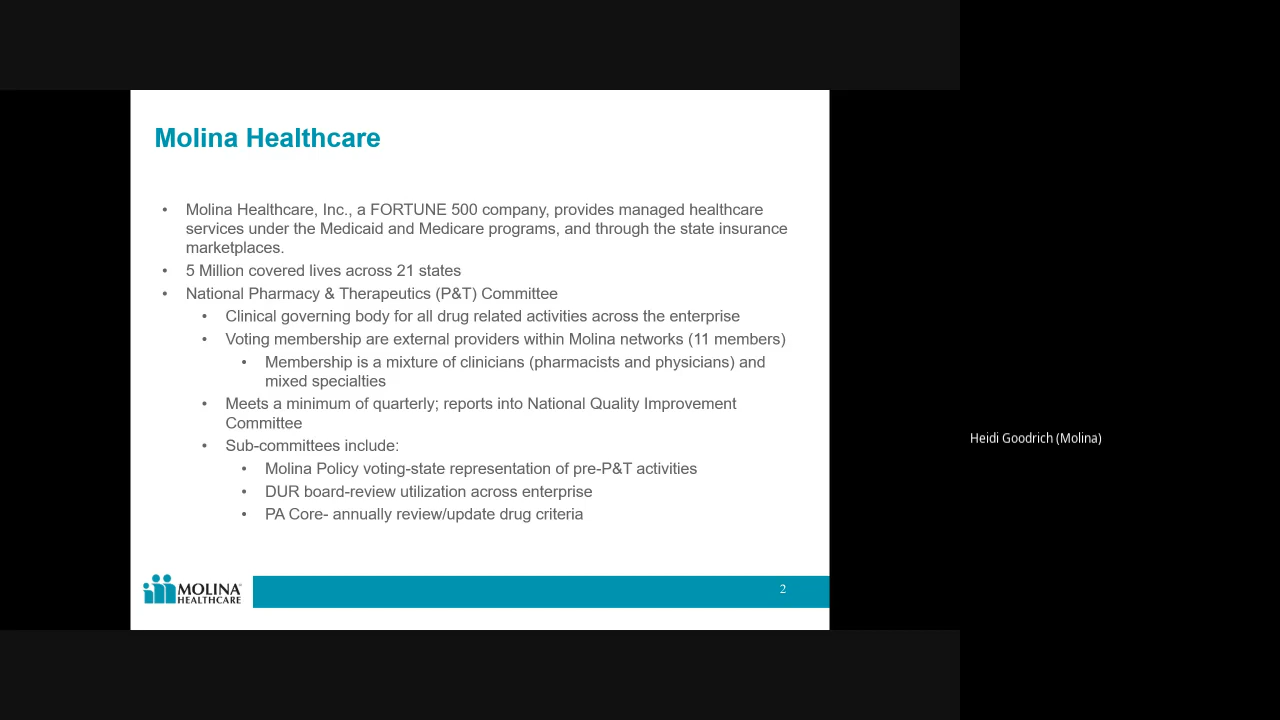 Molina Healthcare
• Molina Healthcare, Inc., a FORTUNE 500 company, provides managed healthcare
services under the Medicaid and Medicare programs, and through the state insurance
marketplaces.
• 5 Million covered lives across 21 states
• National Pharmacy & Therapeutics (P&T) Committee
• Clinical governing body for all drug related activities across the enterprise
• Voting membership are external providers within Molina networks (11 members)
• Membership is a mixture of clinicians (pharmacists and physicians) and
mixed specialties
• Meets a minimum of quarterly; reports into National Quality Improvement
Committee
• Sub-committees include:
• Molina Policy voting-state representation of pre-P&T activities
• DUR board-review utilization across enterprise
• PA Core- annually review/update drug criteria
MOLINA
HEALTHCARE
2
Heidi Goodrich (Molina)